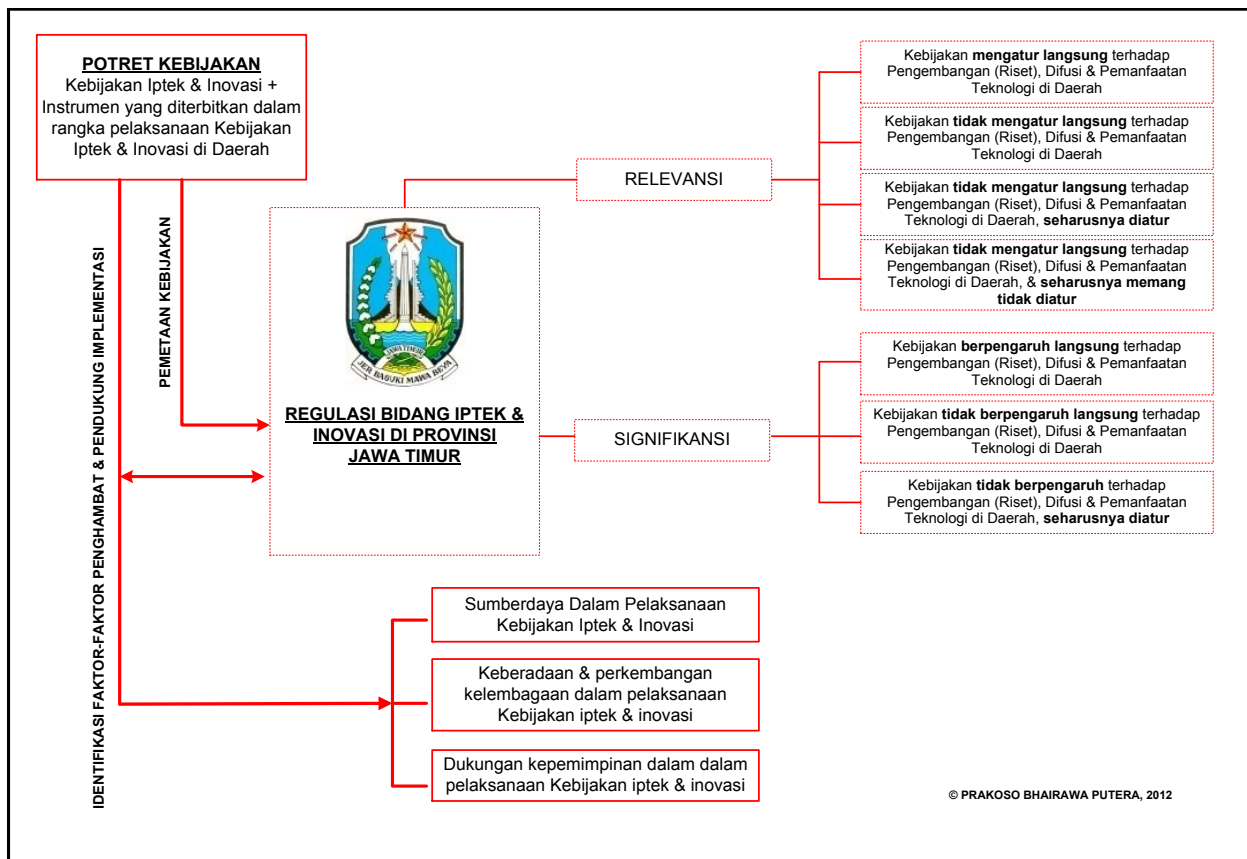 POTRET KEBIJAKAN
Kebijakan Iptek & Inovasi +
Instrumen yang diterbitkan dalam
rangka pelaksanaan Kebijakan
Iptek & Inovasi di Daerah
IDENTIFIKASI FAKTOR-FAKTOR PENGHAMBAT & PENDUKUNG IMPLEMENTASI
PEMETAAN KEBIJAKAN
JAWA TIMUR
JER BASUKI MAWA BEYA
REGULASI BIDANG IPTEK &
INOVASI DI PROVINSI
JAWA TIMUR
RELEVANSI
Kebijakan mengatur langsung terhadap
Pengembangan (Riset), Difusi & Pemanfaatan
Teknologi di Daerah
Kebijakan tidak mengatur langsung terhadap
Pengembangan (Riset), Difusi & Pemanfaatan
Teknologi di Daerah
Kebijakan tidak mengatur langsung terhadap
Pengembangan (Riset), Difusi & Pemanfaatan
Teknologi di Daerah, seharusnya diatur
Kebijakan tidak mengatur langsung terhadap
Pengembangan (Riset), Difusi & Pemanfaatan
Teknologi di Daerah, & seharusnya memang
tidak diatur
SIGNIFIKANSI
Kebijakan berpengaruh langsung terhadap
Pengembangan (Riset), Difusi & Pemanfaatan
Teknologi di Daerah
Kebijakan tidak berpengaruh langsung terhadap
Pengembangan (Riset), Difusi & Pemanfaatan
Teknologi di Daerah
Kebijakan tidak berpengaruh terhadap
Pengembangan (Riset), Difusi & Pemanfaatan
Teknologi di Daerah, seharusnya diatur
Sumberdaya Dalam Pelaksanaan
Kebijakan Iptek & Inovasi
Keberadaan & perkembangan
kelembagaan dalam pelaksanaan
Kebijakan iptek & inovasi
Dukungan kepemimpinan dalam dalam
pelaksanaan Kebijakan iptek & inovasi
© PRAKOSO BHAIRAWA PUTERA, 2012